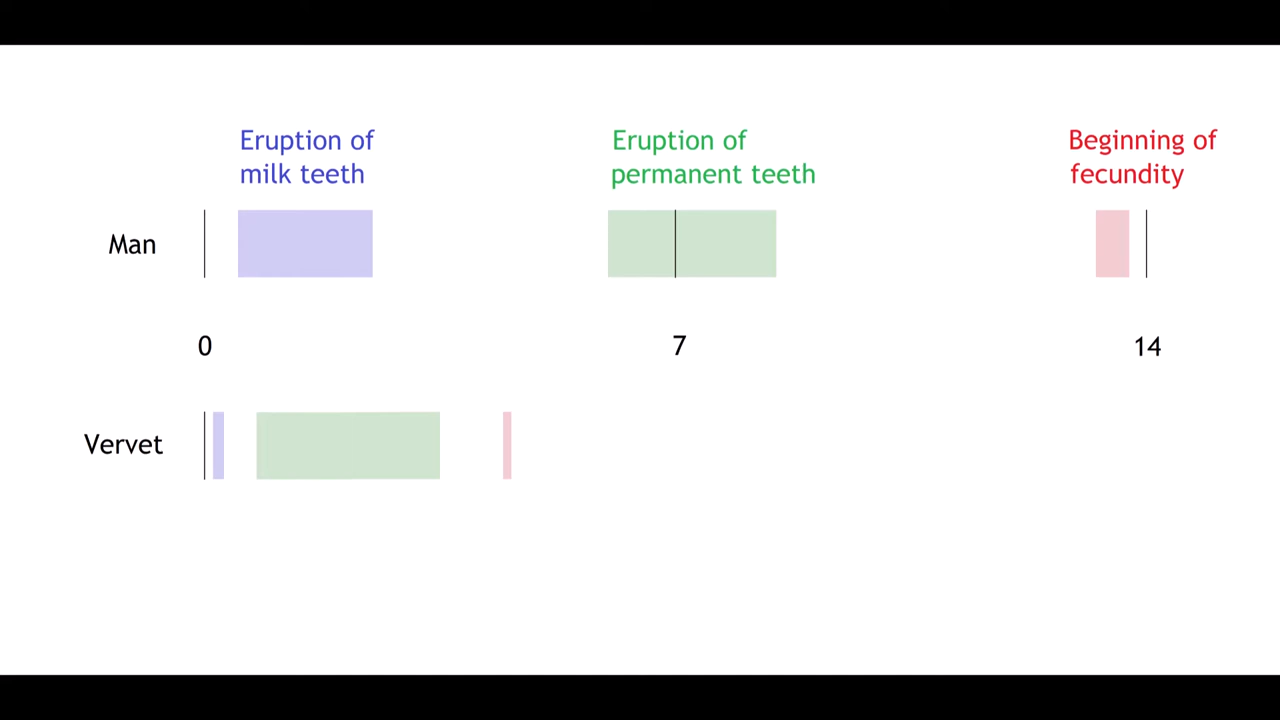 Eruption of
milk teeth
Eruption of
permanent teeth
Beginning of
fecundity
Man
0
7
14
Vervet